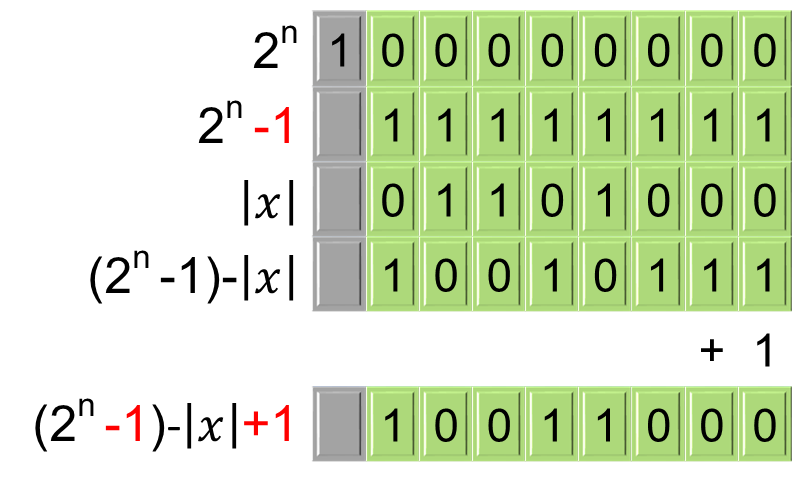 2ⁿ 1 0 0 0 0 0 0 0 0
2ⁿ -1 1 1 1 1 1 1 1 1
|x| 0 1 1 0 1 0 0 0
(2ⁿ -1)-|x| 1 0 0 1 0 1 1 1
+ 1
(2ⁿ -1)-|x|+1 1 0 0 1 1 0 0 0